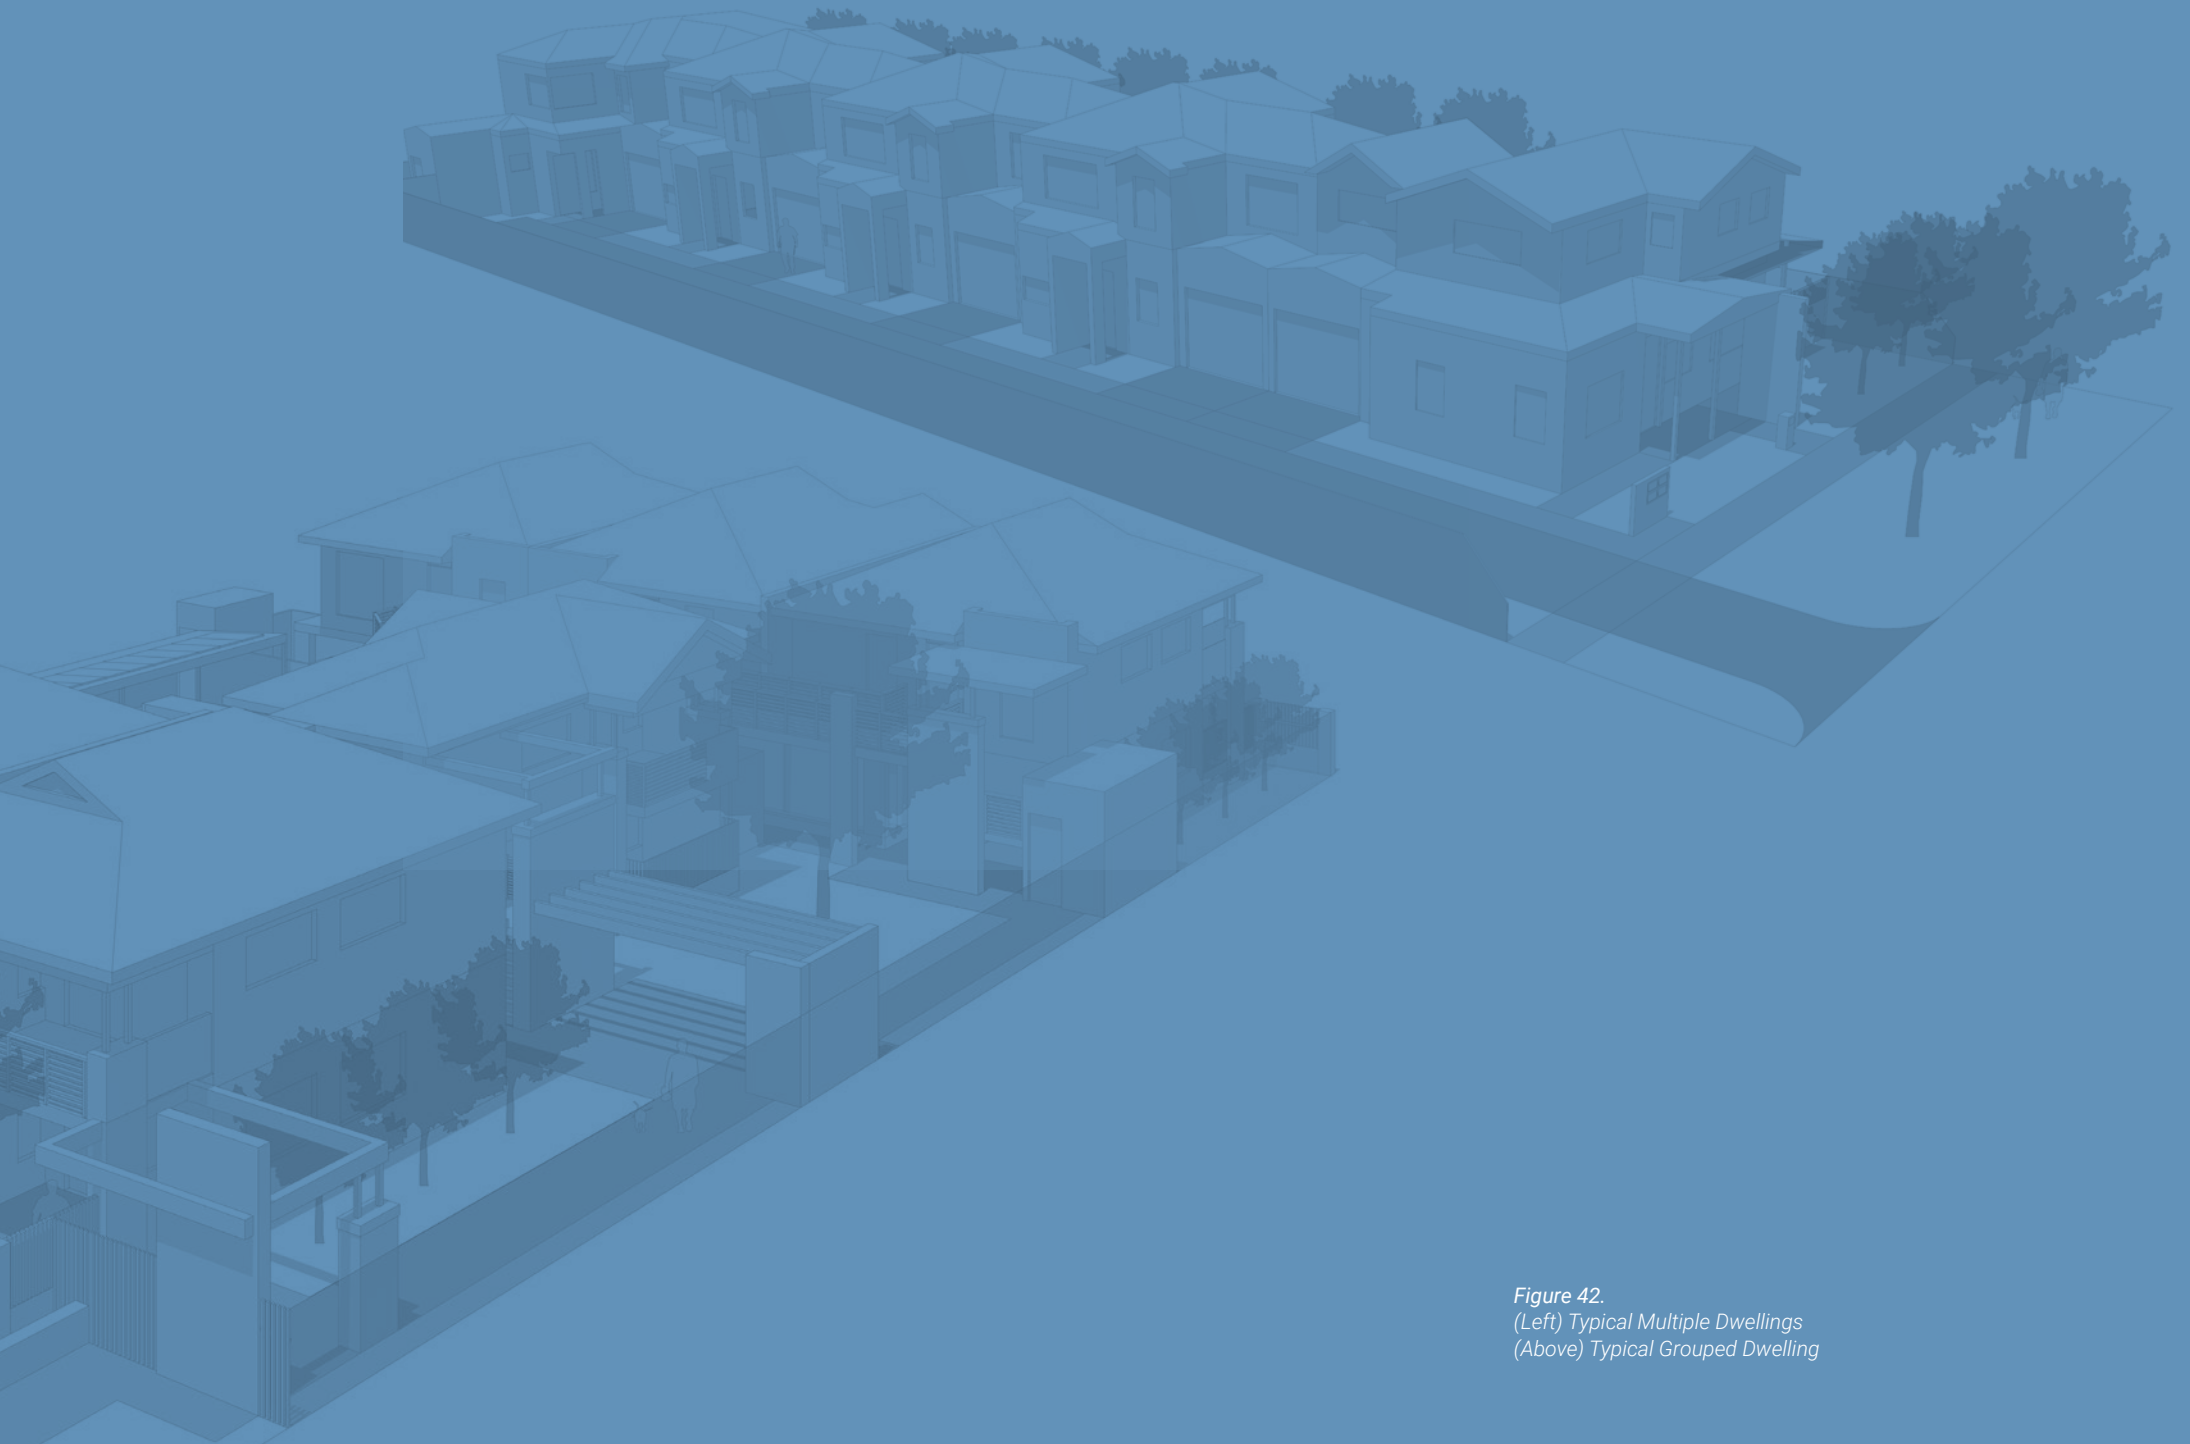 Figure 42.
(Left) Typical Multiple Dwellings
(Above) Typical Grouped Dwelling